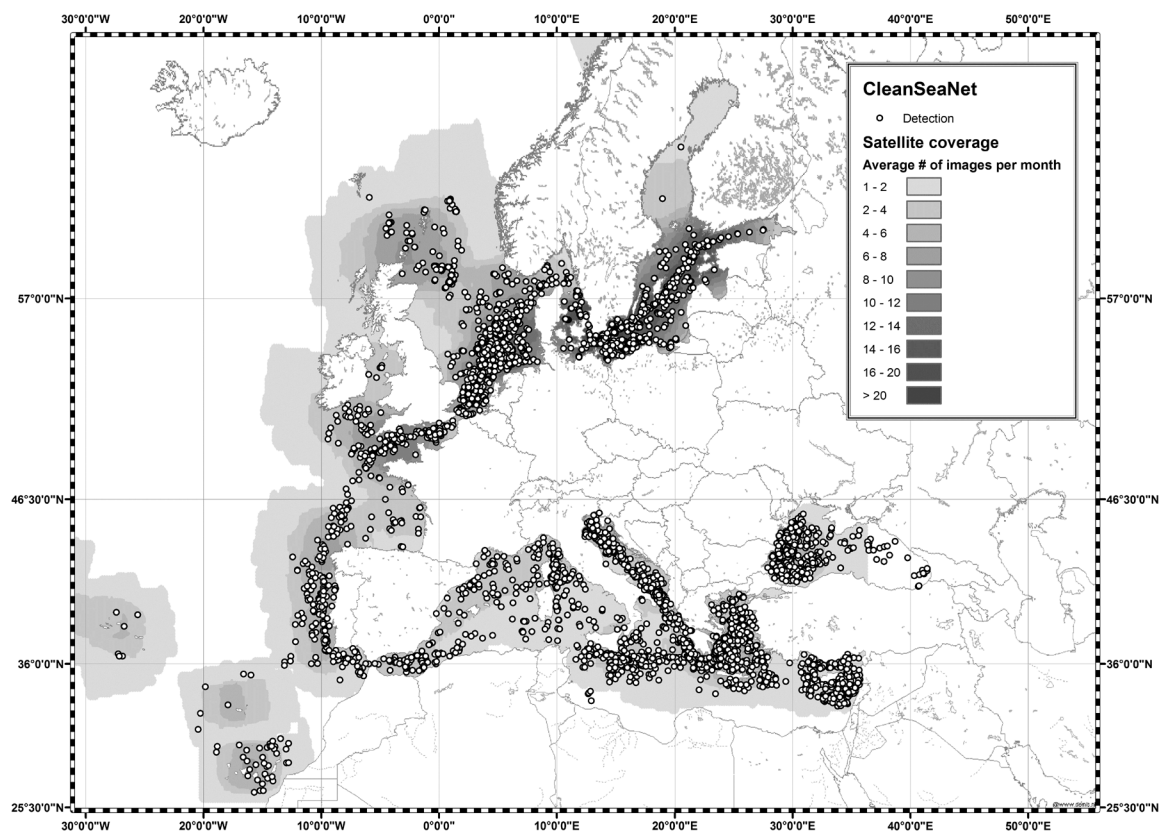 30°0'0"W 20°0'0"W 10°0'0"W 0°0'0" 10°0'0"E 20°0'0"E 30°0'0"E 40°0'0"E 50°0'0"E
CleanSeaNet
Detection
Satellite coverage
Average # of images per month
1 - 2
2 - 4
4 - 6
6 - 8
8 - 10
10 - 12
12 - 14
14 - 16
16 - 20
> 20
57°0'0"N 57°0'0"N
46°30'0"N 46°30'0"N
36°0'0"N 36°0'0"N
25°30'0"N 25°30'0"N
30°0'0"W 20°0'0"W 10°0'0"W 0°0'0" 10°0'0"E 20°0'0"E 30°0'0"E 40°0'0"E 50°0'0"E